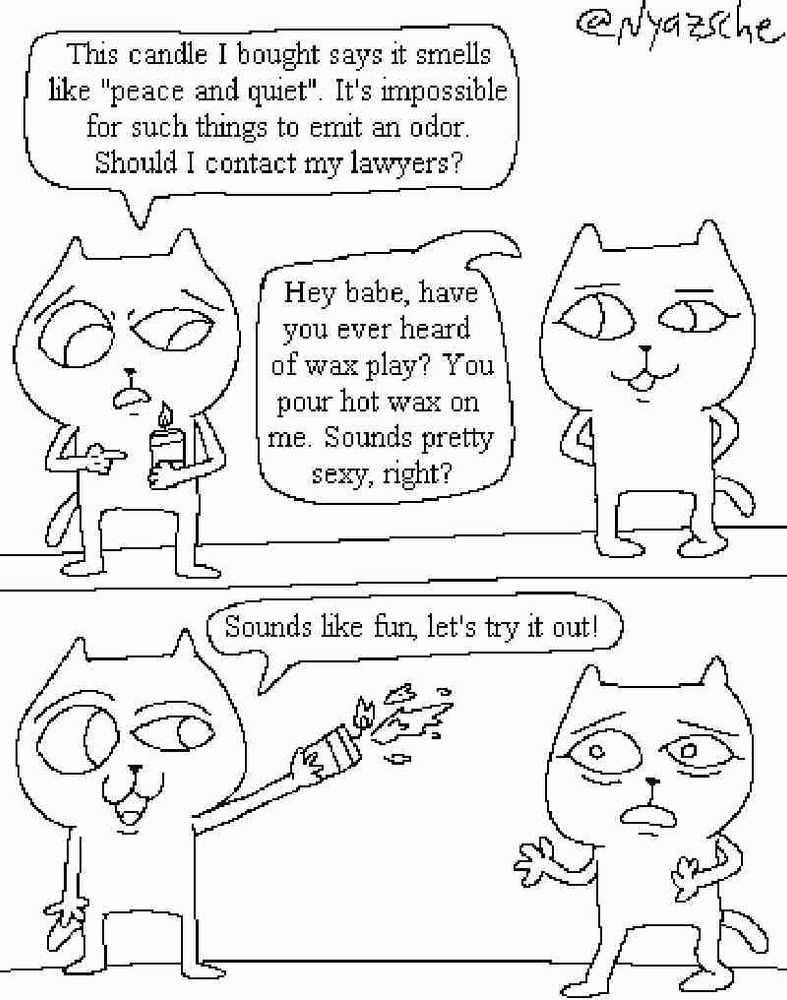 @Nyazsche
This candle I bought says it smells
like "peace and quiet". It's impossible
for such things to emit an odor.
Should I contact my lawyers?
Hey babe, have
you ever heard
of wax play? You
pour hot wax on
me. Sounds pretty
sexy, right?
Sounds like fun, let's try it out!